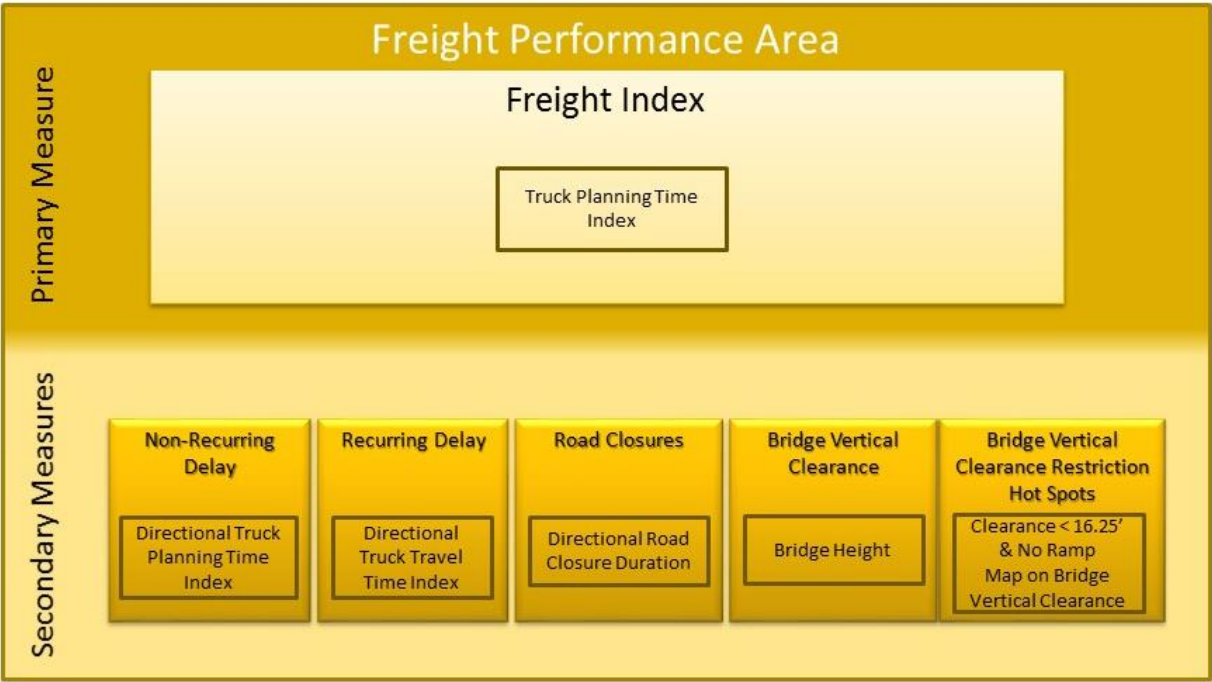 Freight Performance Area
Primary Measure
Freight Index
Truck Planning Time
Index
Secondary Measures
Non-Recurring
Delay
Directional Truck
Planning Time
Index
Recurring Delay
Directional
Truck Travel
Time Index
Road Closures
Directional Road
Closure Duration
Bridge Vertical
Clearance
Bridge Height
Bridge Vertical
Clearance Restriction
Hot Spots
Clearance < 16.25'
& No Ramp
Map on Bridge
Vertical Clearance